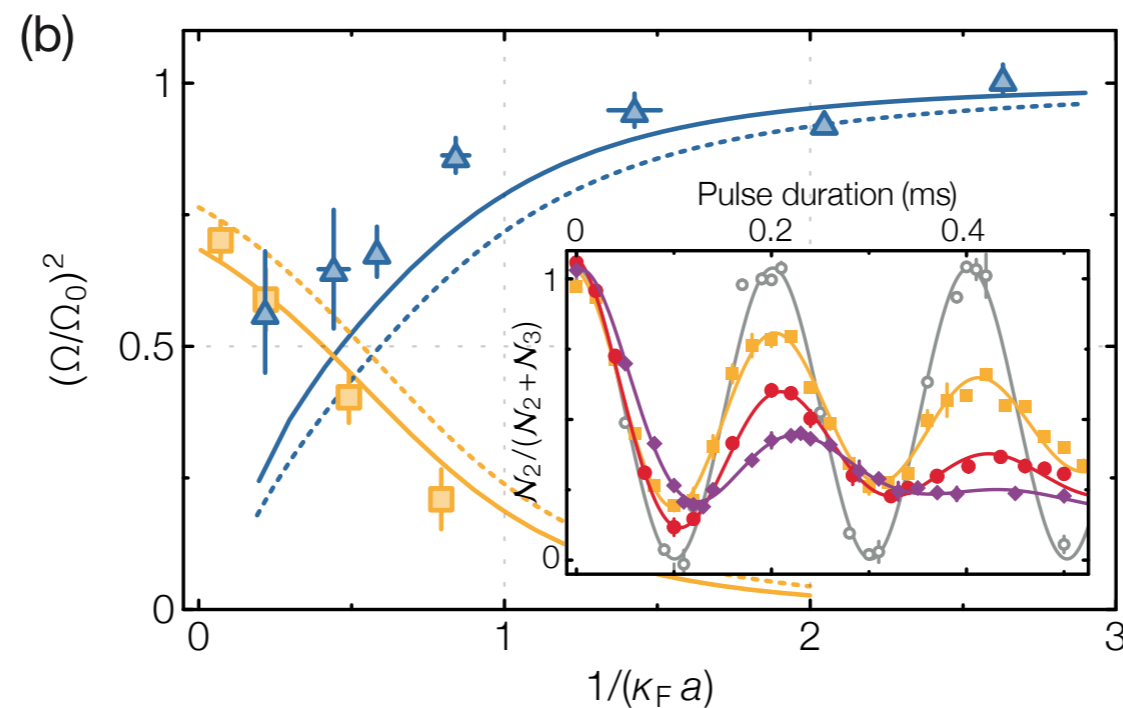 (b)
1
0.5
0
(Ω/Ω₀)²
0 1 2 3
1/(κ_F a)
Pulse duration (ms)
0 0.2 0.4
1
0
𝒩₂/(𝒩₂+𝒩₃)